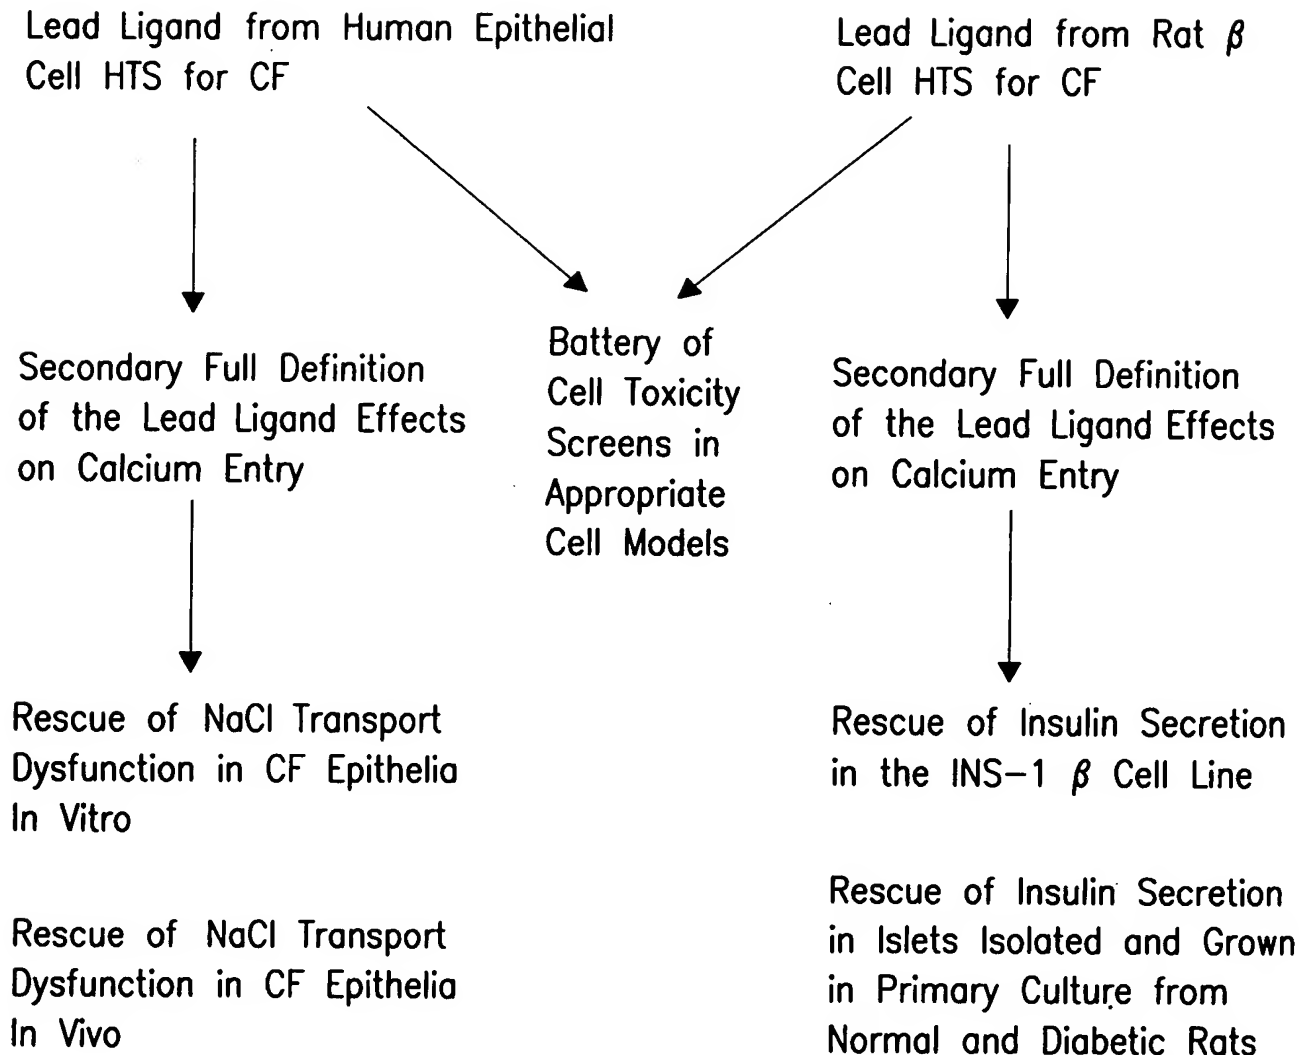 Lead Ligand from Human Epithelial
Cell HTS for CF
Lead Ligand from Rat β
Cell HTS for CF
Secondary Full Definition
of the Lead Ligand Effects
on Calcium Entry
Battery of
Cell Toxicity
Screens in
Appropriate
Cell Models
Secondary Full Definition
of the Lead Ligand Effects
on Calcium Entry
Rescue of NaCl Transport
Dysfunction in CF Epithelia
In Vitro
Rescue of Insulin Secretion
in the INS-1 β Cell Line
Rescue of NaCl Transport
Dysfunction in CF Epithelia
In Vivo
Rescue of Insulin Secretion
in Islets Isolated and Grown
in Primary Culture from
Normal and Diabetic Rats